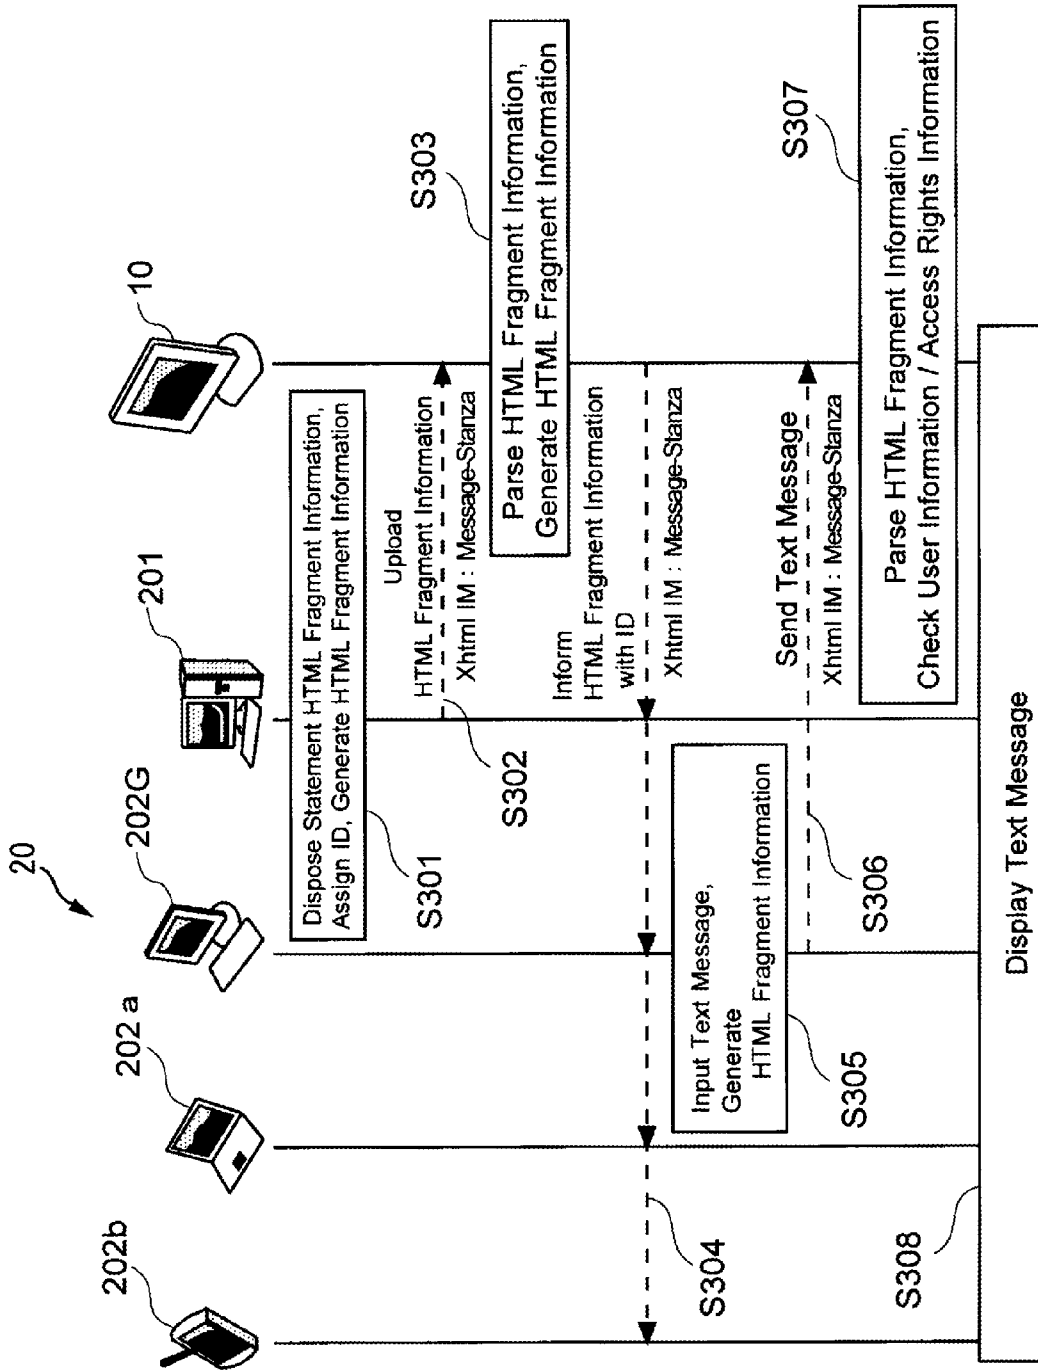 20
202b
202 a
202G
201
10
Dispose Statement HTML Fragment Information,
Assign ID, Generate HTML Fragment Information
S301
Upload
HTML Fragment Information
Xhtml IM : Message-Stanza
S302
S303
Parse HTML Fragment Information,
Generate HTML Fragment Information
Inform
HTML Fragment Information
with ID
Xhtml IM : Message-Stanza
S304
Input Text Message,
Generate
HTML Fragment Information
S305
Send Text Message
Xhtml IM : Message-Stanza
S306
S307
Parse HTML Fragment Information,
Check User Information / Access Rights Information
S308
Display Text Message